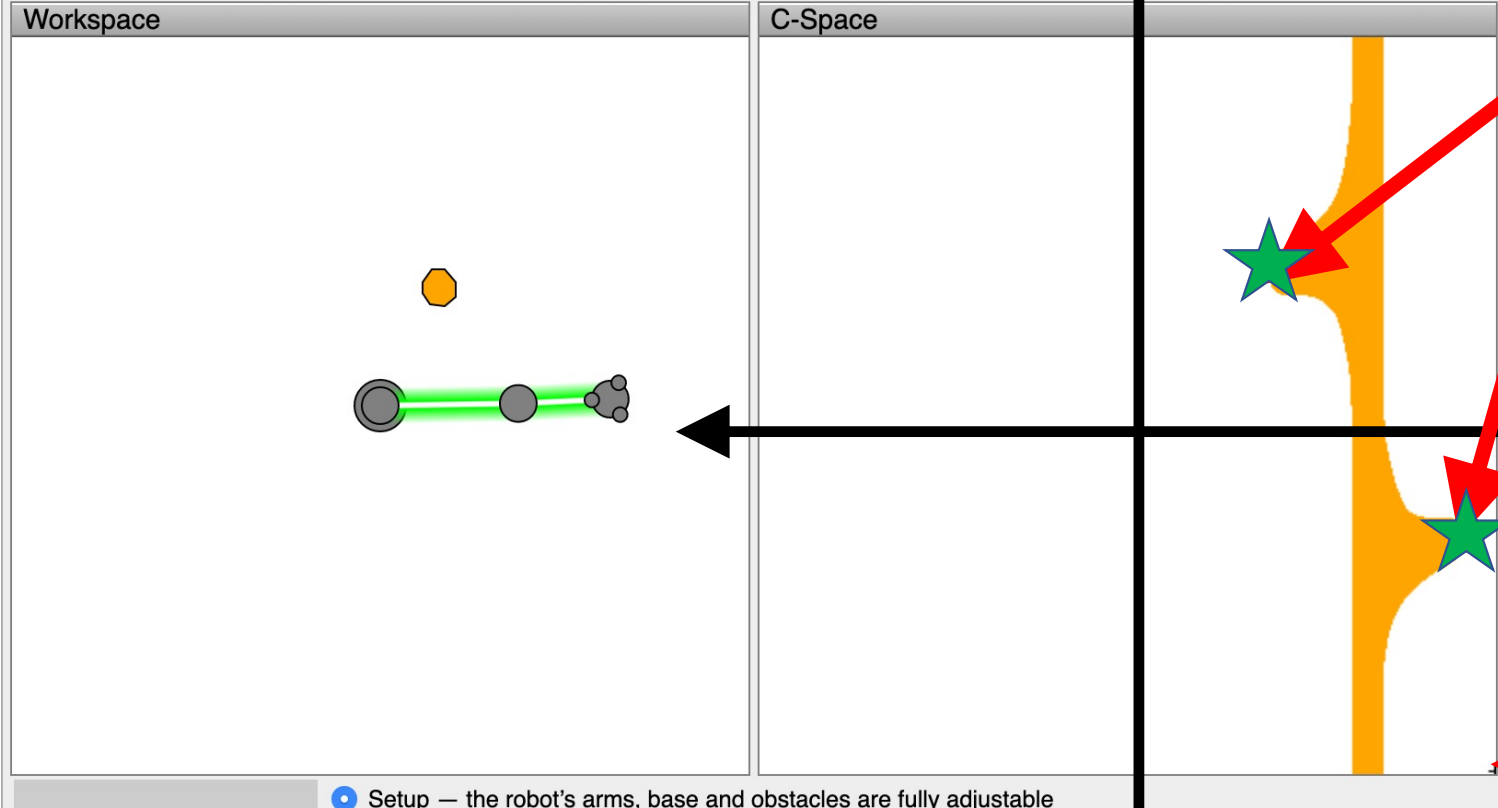 Workspace
C-Space
Setup — the robot's arms, base and obstacles are fully adjustable